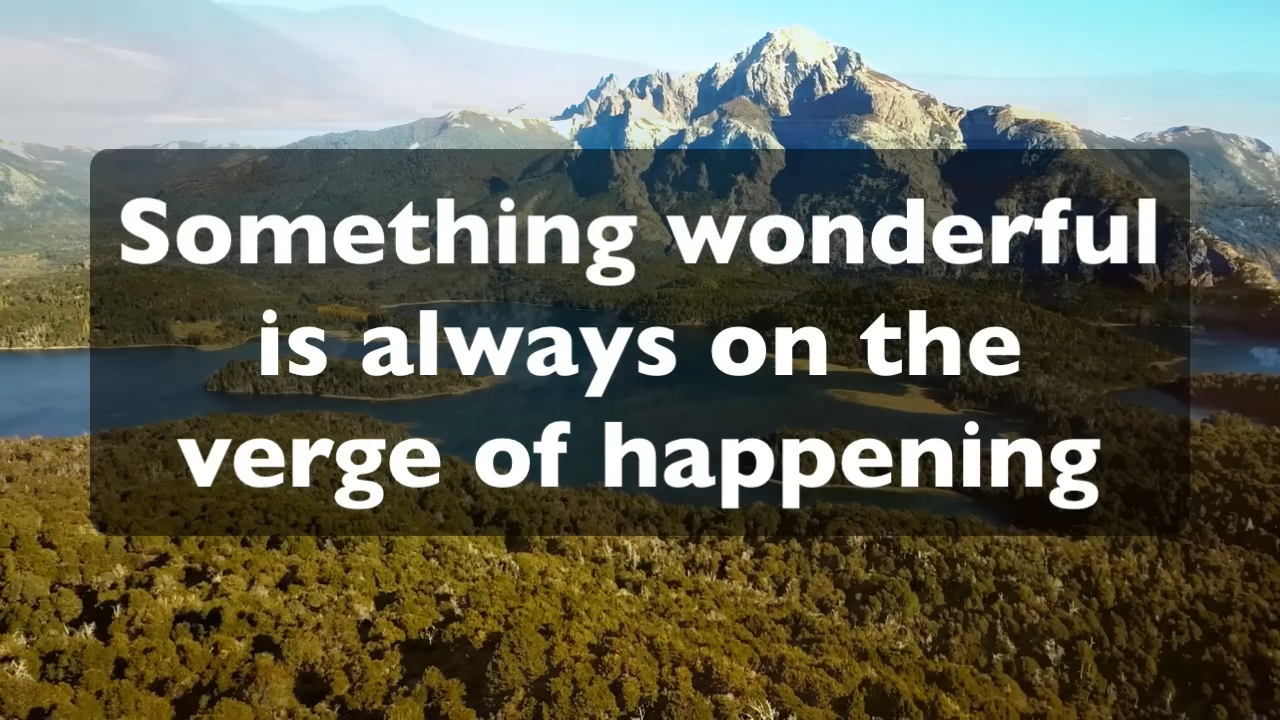 Something wonderful
is always on the
verge of happening